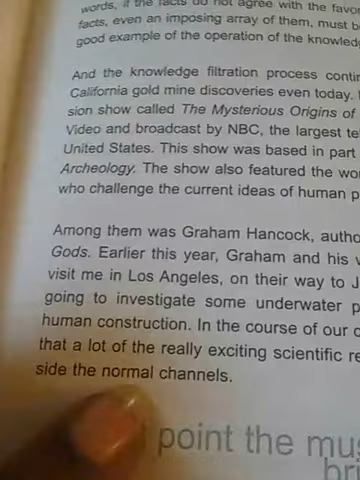 words, if the facts do not agree with the favor
facts, even an imposing array of them, must b
good example of the operation of the knowled
And the knowledge filtration process contin
California gold mine discoveries even today.
sion show called The Mysterious Origins of
Video and broadcast by NBC, the largest te
United States. This show was based in part
Archeology. The show also featured the wo
who challenge the current ideas of human p
Among them was Graham Hancock, autho
Gods. Earlier this year, Graham and his w
visit me in Los Angeles, on their way to J
going to investigate some underwater p
human construction. In the course of our c
that a lot of the really exciting scientific re
side the normal channels.
point the mus
bri